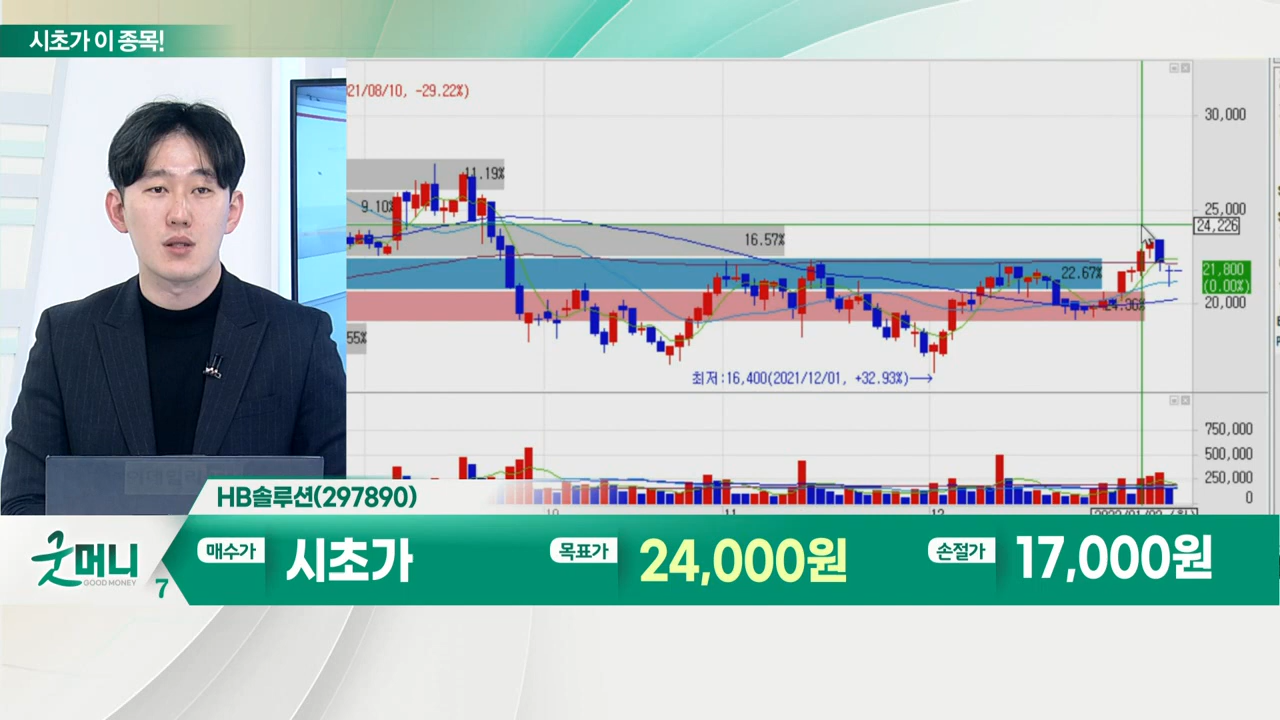 시초가 이 종목!
21/08/10, -29.22%)
30,000
11.19%
9.10%
25,000
24,226
16.57%
22.67%
21,800
(0.00%)
20,000
24.36%
55%
최저:16,400(2021/12/01, +32.93%)→
750,000
500,000
250,000
0
10
11
12
HB솔루션(297890)
굿머니
GOOD MONEY
7
매수가
시초가
목표가
24,000원
손절가
17,000원